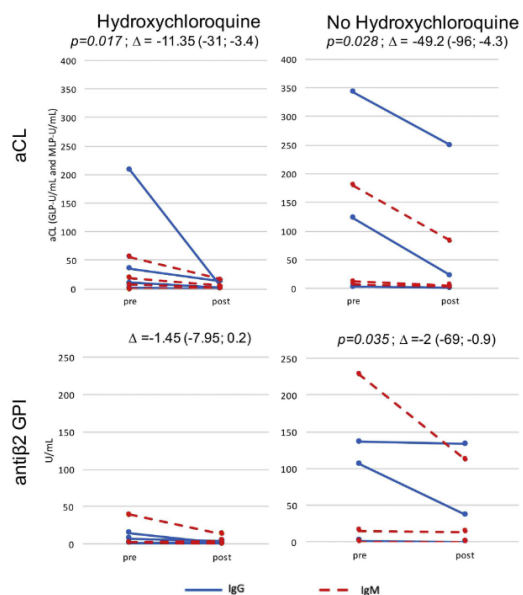 Hydroxychloroquine
No Hydroxychloroquine
p=0.017; Δ = -11.35 (-31; -3.4)
p=0.028; Δ = -49.2 (-96; -4.3)
aCL
aCL (GLP-U/mL and MLP-U/mL)
400
350
300
250
200
150
100
50
0
pre
post
400
350
300
250
200
150
100
50
0
pre
post
Δ =-1.45 (-7.95; 0.2)
p=0.035; Δ =-2 (-69; -0.9)
antiβ2 GPI
U/mL
250
200
150
100
50
0
pre
post
250
200
150
100
50
0
pre
post
IgG
IgM